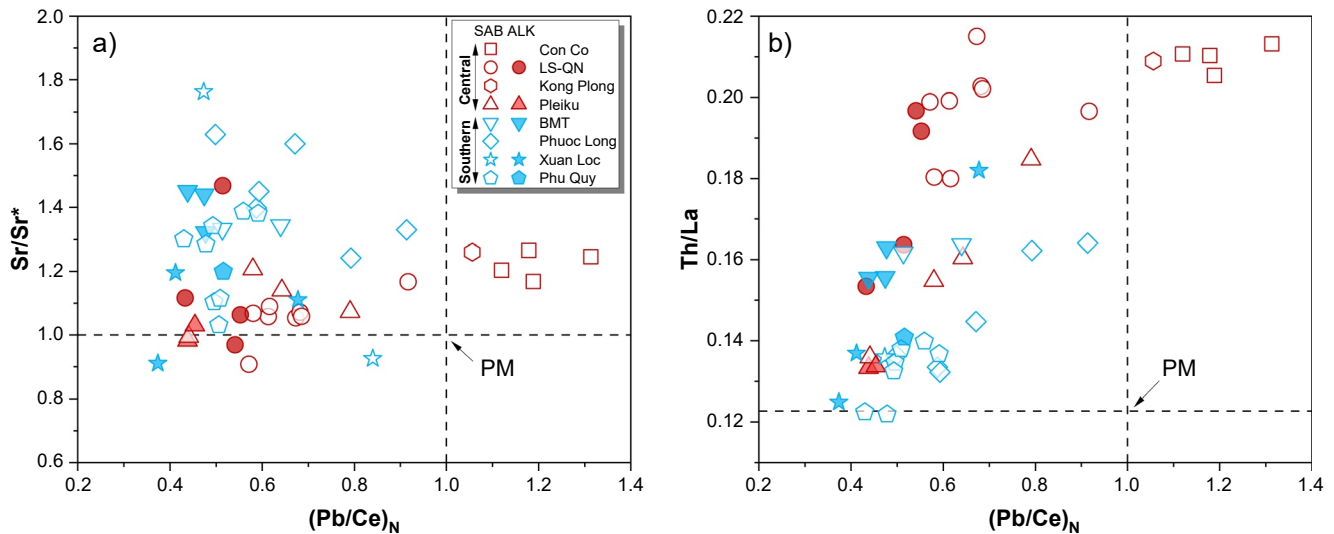 a)
2.0
1.8
1.6
1.4
1.2
1.0
0.8
0.6
Sr/Sr*
0.2
0.4
0.6
0.8
1.0
1.2
1.4
(Pb/Ce)N
PM
SAB ALK
Central
Southern
Con Co
LS-QN
Kong Plong
Pleiku
BMT
Phuoc Long
Xuan Loc
Phu Quy
b)
0.22
0.20
0.18
0.16
0.14
0.12
Th/La
0.2
0.4
0.6
0.8
1.0
1.2
1.4
(Pb/Ce)N
PM